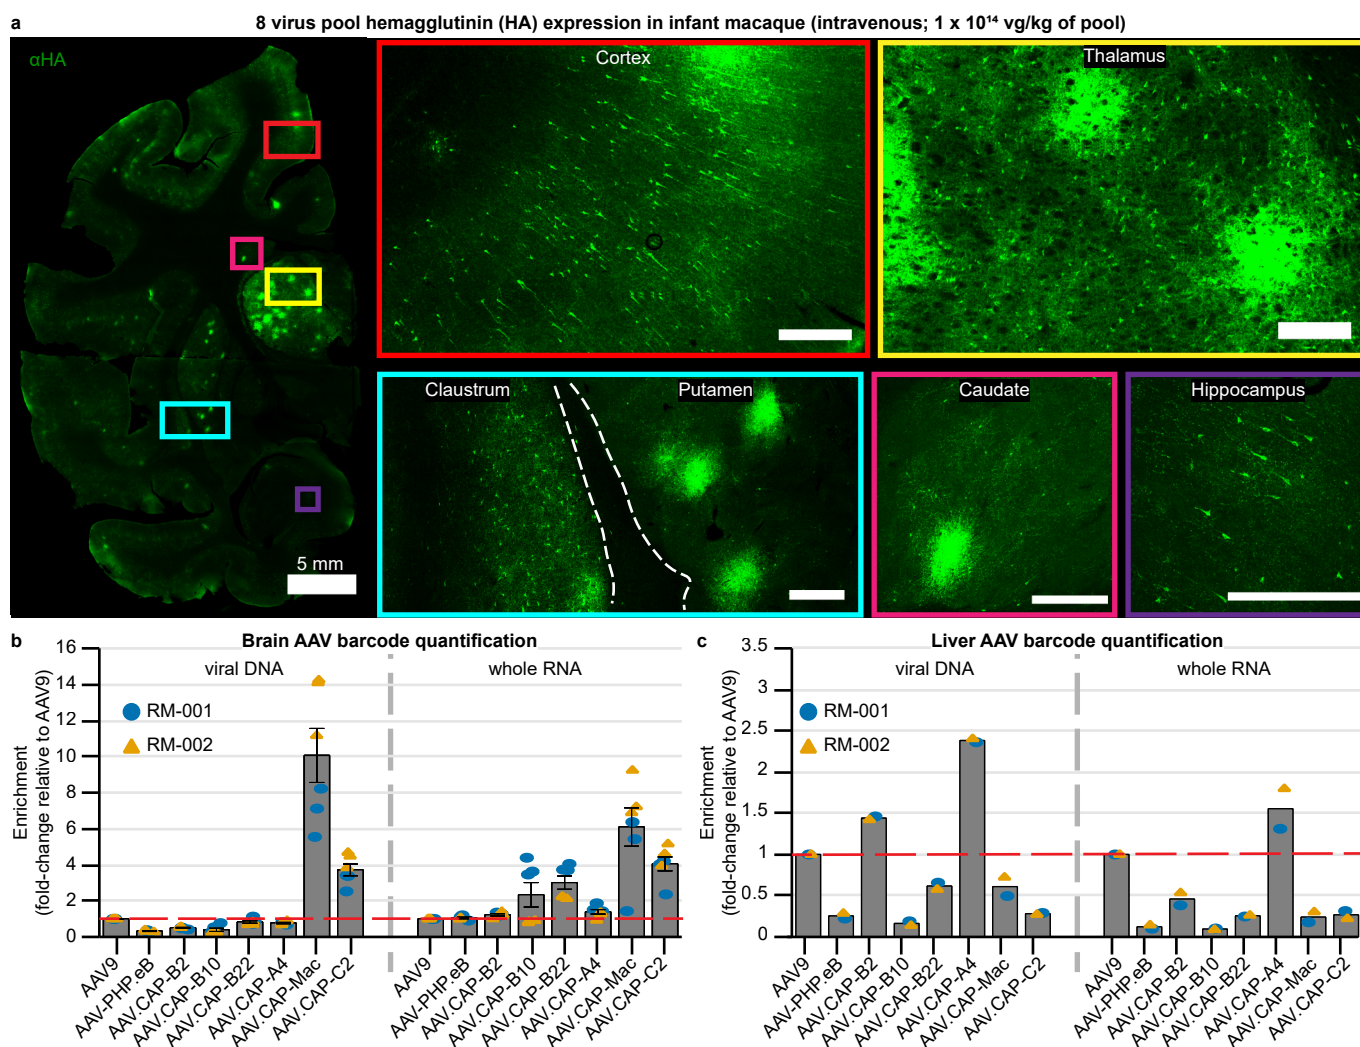 a
8 virus pool hemagglutinin (HA) expression in infant macaque (intravenous; 1 x 10¹⁴ vg/kg of pool)
αHA
5 mm
Cortex
Thalamus
Claustrum
Putamen
Caudate
Hippocampus
b
Brain AAV barcode quantification
viral DNA
whole RNA
RM-001
RM-002
Enrichment
(fold-change relative to AAV9)
16
14
12
10
8
6
4
2
0
AAV9
AAV-PHP.eB
AAV.CAP-B2
AAV.CAP-B10
AAV.CAP-B22
AAV.CAP-A4
AAV.CAP-Mac
AAV.CAP-C2
AAV9
AAV-PHP.eB
AAV.CAP-B2
AAV.CAP-B10
AAV.CAP-B22
AAV.CAP-A4
AAV.CAP-Mac
AAV.CAP-C2
c
Liver AAV barcode quantification
viral DNA
whole RNA
RM-001
RM-002
Enrichment
(fold-change relative to AAV9)
3.5
3
2.5
2
1.5
1
0.5
0
AAV9
AAV-PHP.eB
AAV.CAP-B2
AAV.CAP-B10
AAV.CAP-B22
AAV.CAP-A4
AAV.CAP-Mac
AAV.CAP-C2
AAV9
AAV-PHP.eB
AAV.CAP-B2
AAV.CAP-B10
AAV.CAP-B22
AAV.CAP-A4
AAV.CAP-Mac
AAV.CAP-C2